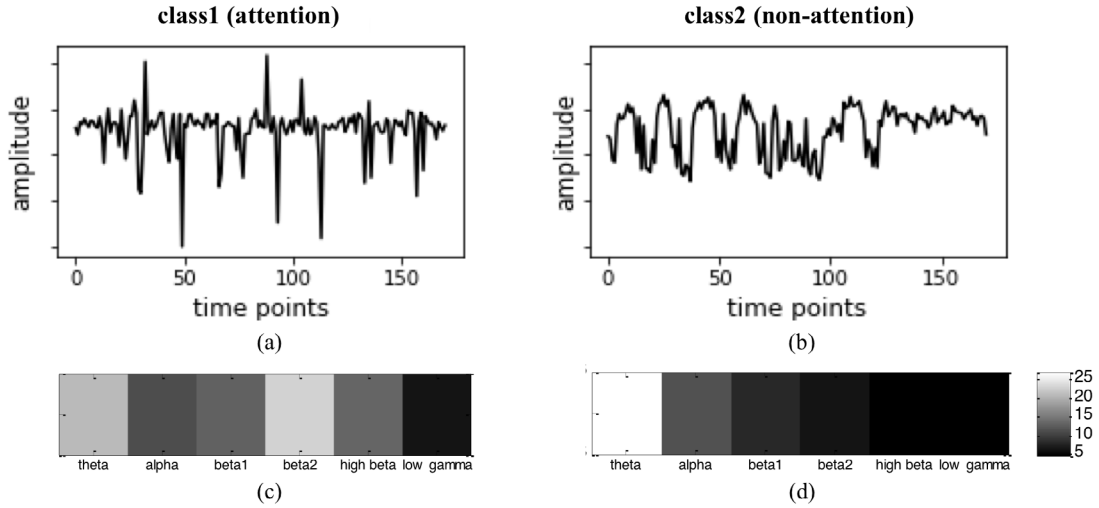 class1 (attention)
class2 (non-attention)
amplitude
0 50 100 150
time points
(a)
amplitude
0 50 100 150
time points
(b)
theta alpha beta1 beta2 high beta low gamma
(c)
theta alpha beta1 beta2 high beta low gamma
(d)
25
20
15
10
5